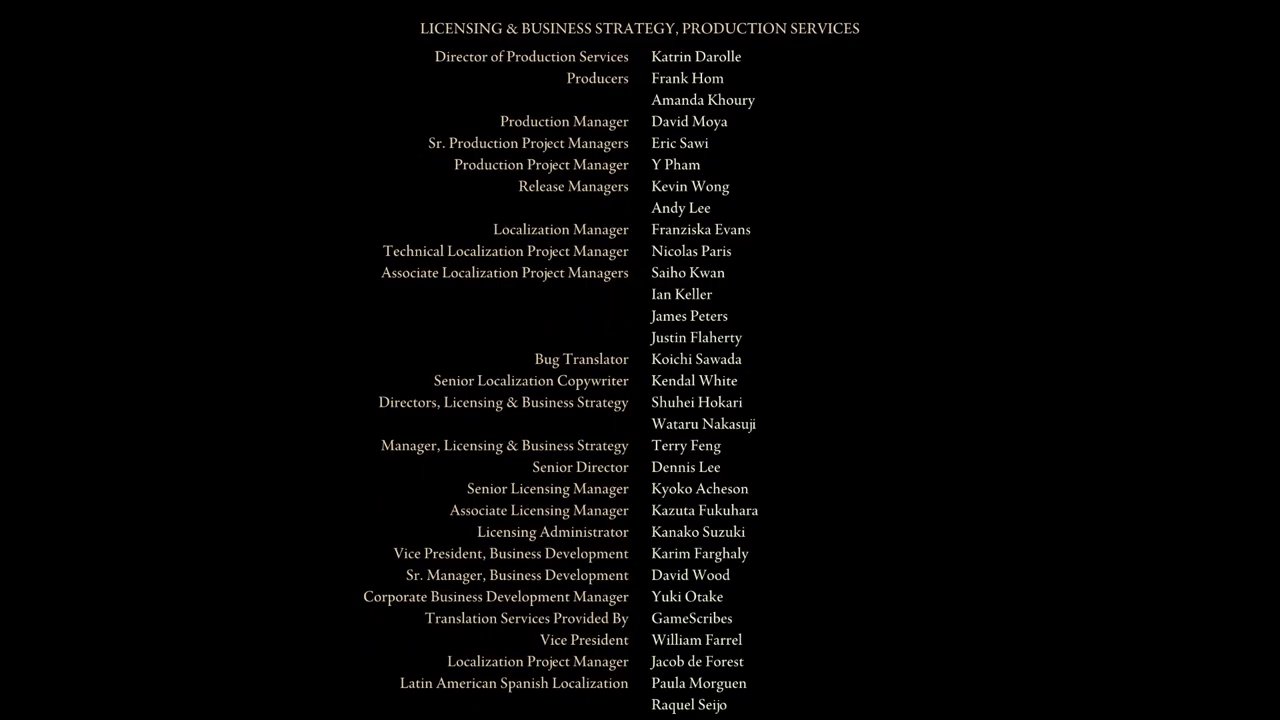 LICENSING & BUSINESS STRATEGY, PRODUCTION SERVICES
Director of Production Services Katrin Darolle
Producers Frank Hom
Amanda Khoury
Production Manager David Moya
Sr. Production Project Managers Eric Sawi
Production Project Manager Y Pham
Release Managers Kevin Wong
Andy Lee
Localization Manager Franziska Evans
Technical Localization Project Manager Nicolas Paris
Associate Localization Project Managers Saiho Kwan
Ian Keller
James Peters
Justin Flaherty
Bug Translator Koichi Sawada
Senior Localization Copywriter Kendal White
Directors, Licensing & Business Strategy Shuhei Hokari
Wataru Nakasuji
Manager, Licensing & Business Strategy Terry Feng
Senior Director Dennis Lee
Senior Licensing Manager Kyoko Acheson
Associate Licensing Manager Kazuta Fukuhara
Licensing Administrator Kanako Suzuki
Vice President, Business Development Karim Farghaly
Sr. Manager, Business Development David Wood
Corporate Business Development Manager Yuki Otake
Translation Services Provided By GameScribes
Vice President William Farrel
Localization Project Manager Jacob de Forest
Latin American Spanish Localization Paula Morguen
Raquel Seijo